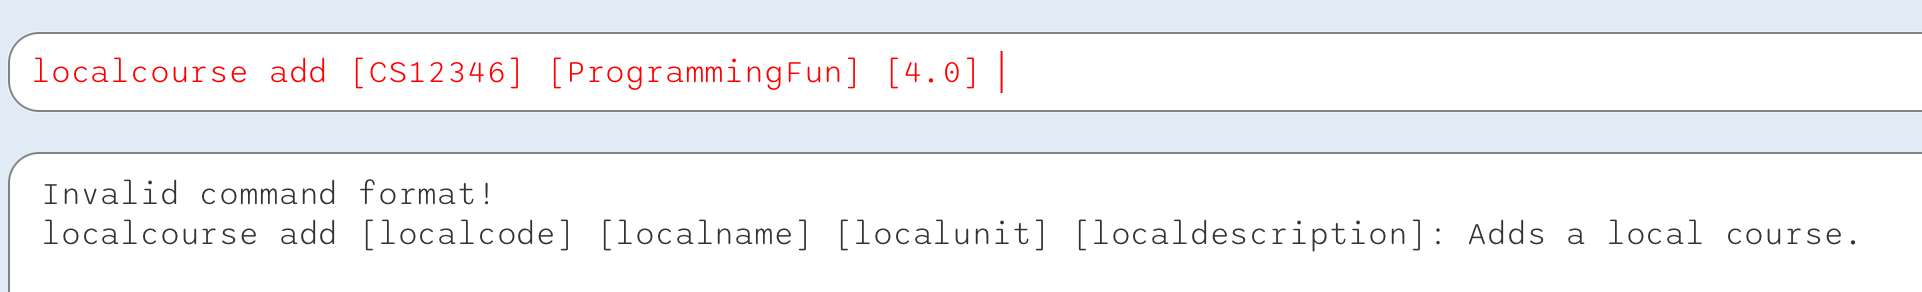 localcourse add [CS12346] [ProgrammingFun] [4.0]
Invalid command format!
localcourse add [localcode] [localname] [localunit] [localdescription]: Adds a local course.